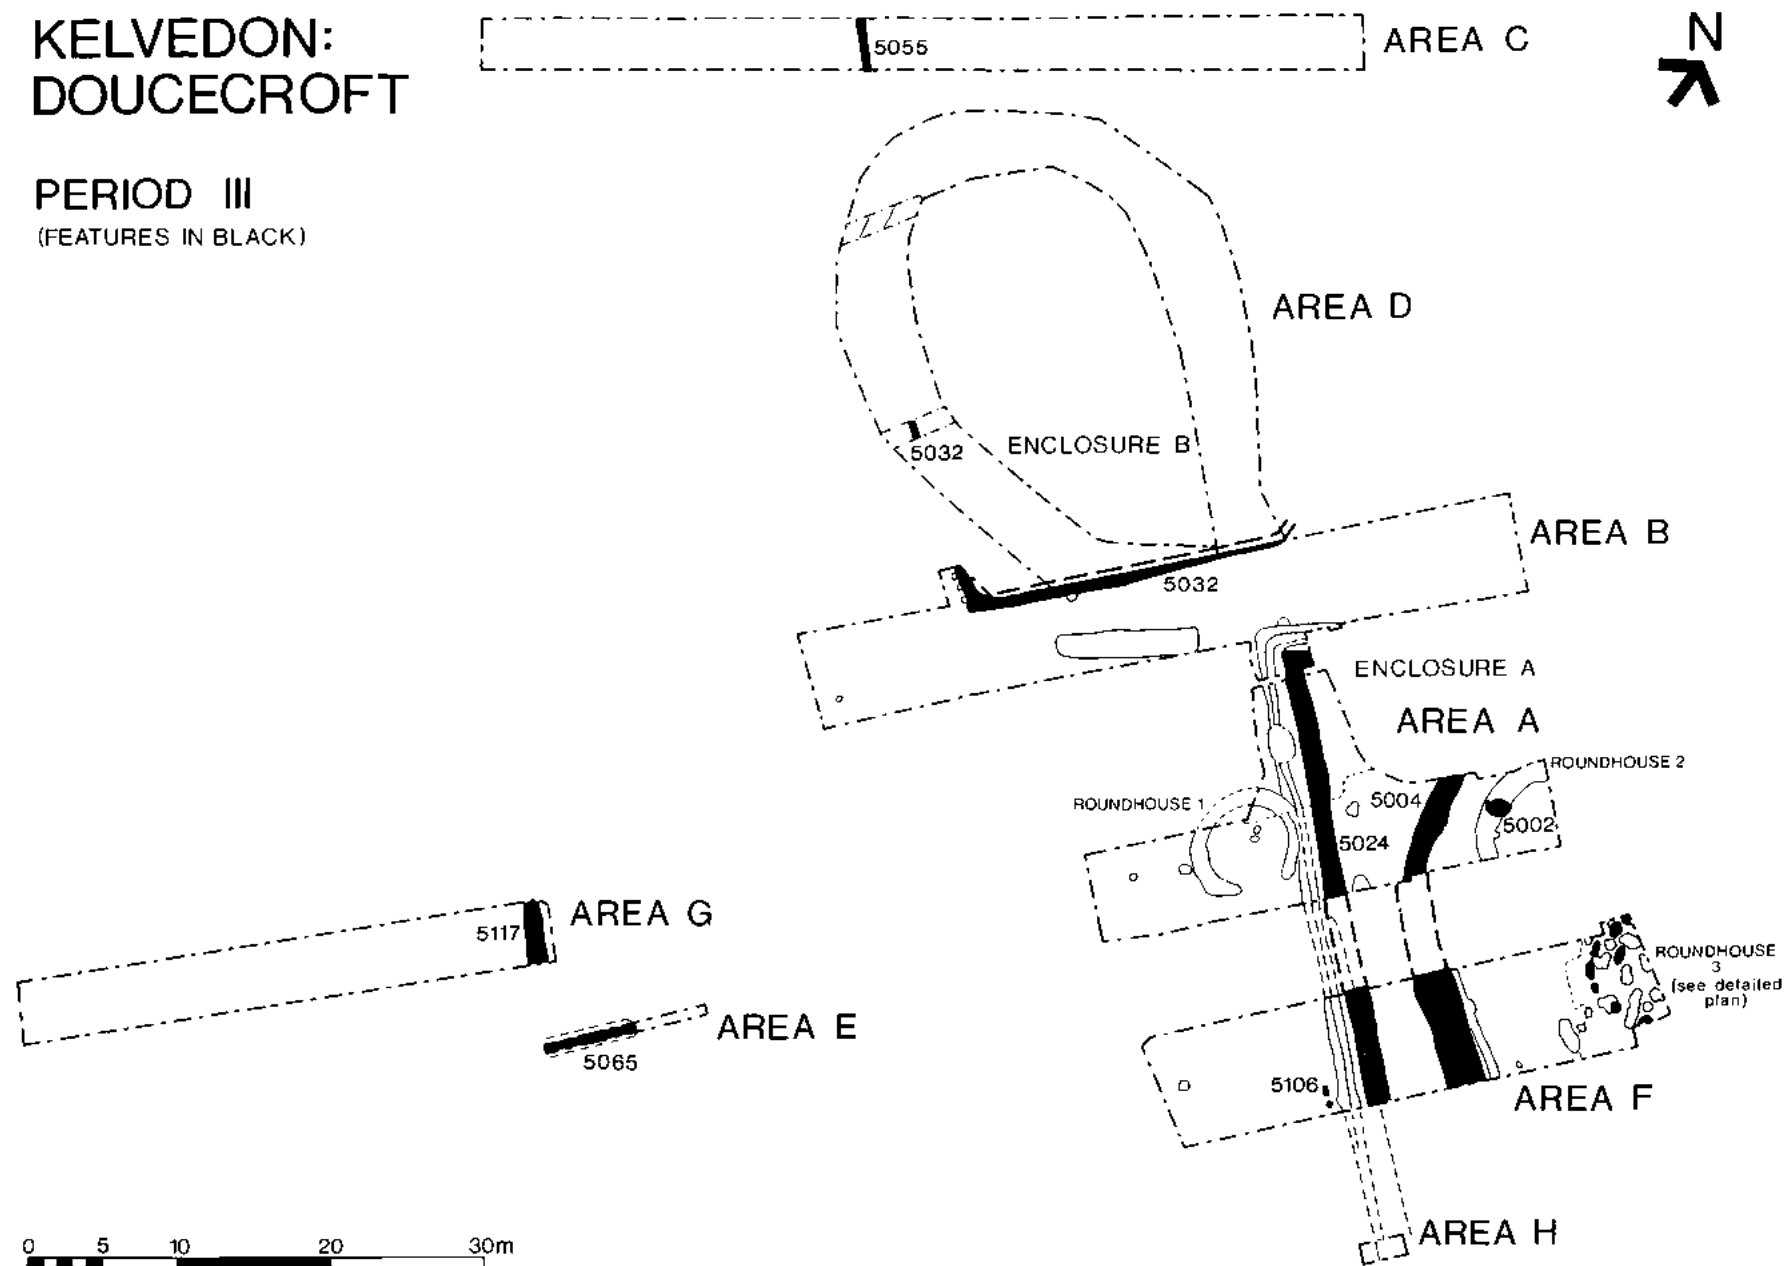 KELVEDON:
DOUCECROFT
PERIOD III
(FEATURES IN BLACK)
5055
AREA C
N
AREA D
5032
ENCLOSURE B
AREA B
5032
ENCLOSURE A
AREA A
ROUNDHOUSE 2
ROUNDHOUSE 1
5004
5002
5024
AREA G
5117
ROUNDHOUSE
3
(see detailed
plan)
AREA E
5065
5106
AREA F
AREA H
0 5 10 20 30m